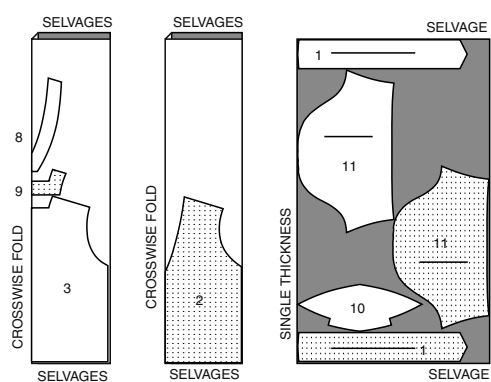 SELVAGES
8
9
3
CROSSWISE FOLD
SELVAGES
SELVAGES
CROSSWISE FOLD
2
SELVAGES
SELVAGE
1
11
11
10
1
SINGLE THICKNESS
SELVAGE